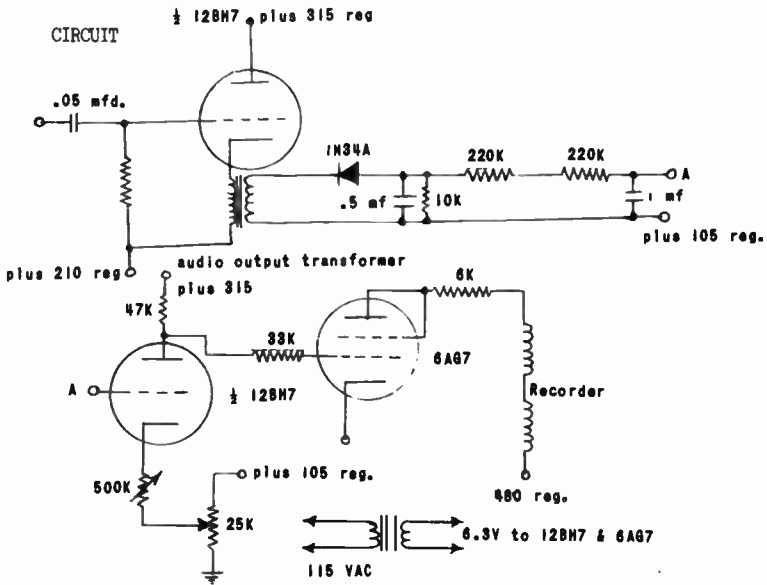 ½ 12BH7 plus 315 reg
CIRCUIT
.05 mfd.
1N34A
220K
220K
A
.5 mf
10K
1 mf
plus 105 reg.
audio output transformer
plus 210 reg
plus 315
6K
47K
33K
6AG7
A
½ 12BH7
Recorder
plus 105 reg.
500K
25K
480 reg.
6.3V to 12BH7 & 6AG7
115 VAC